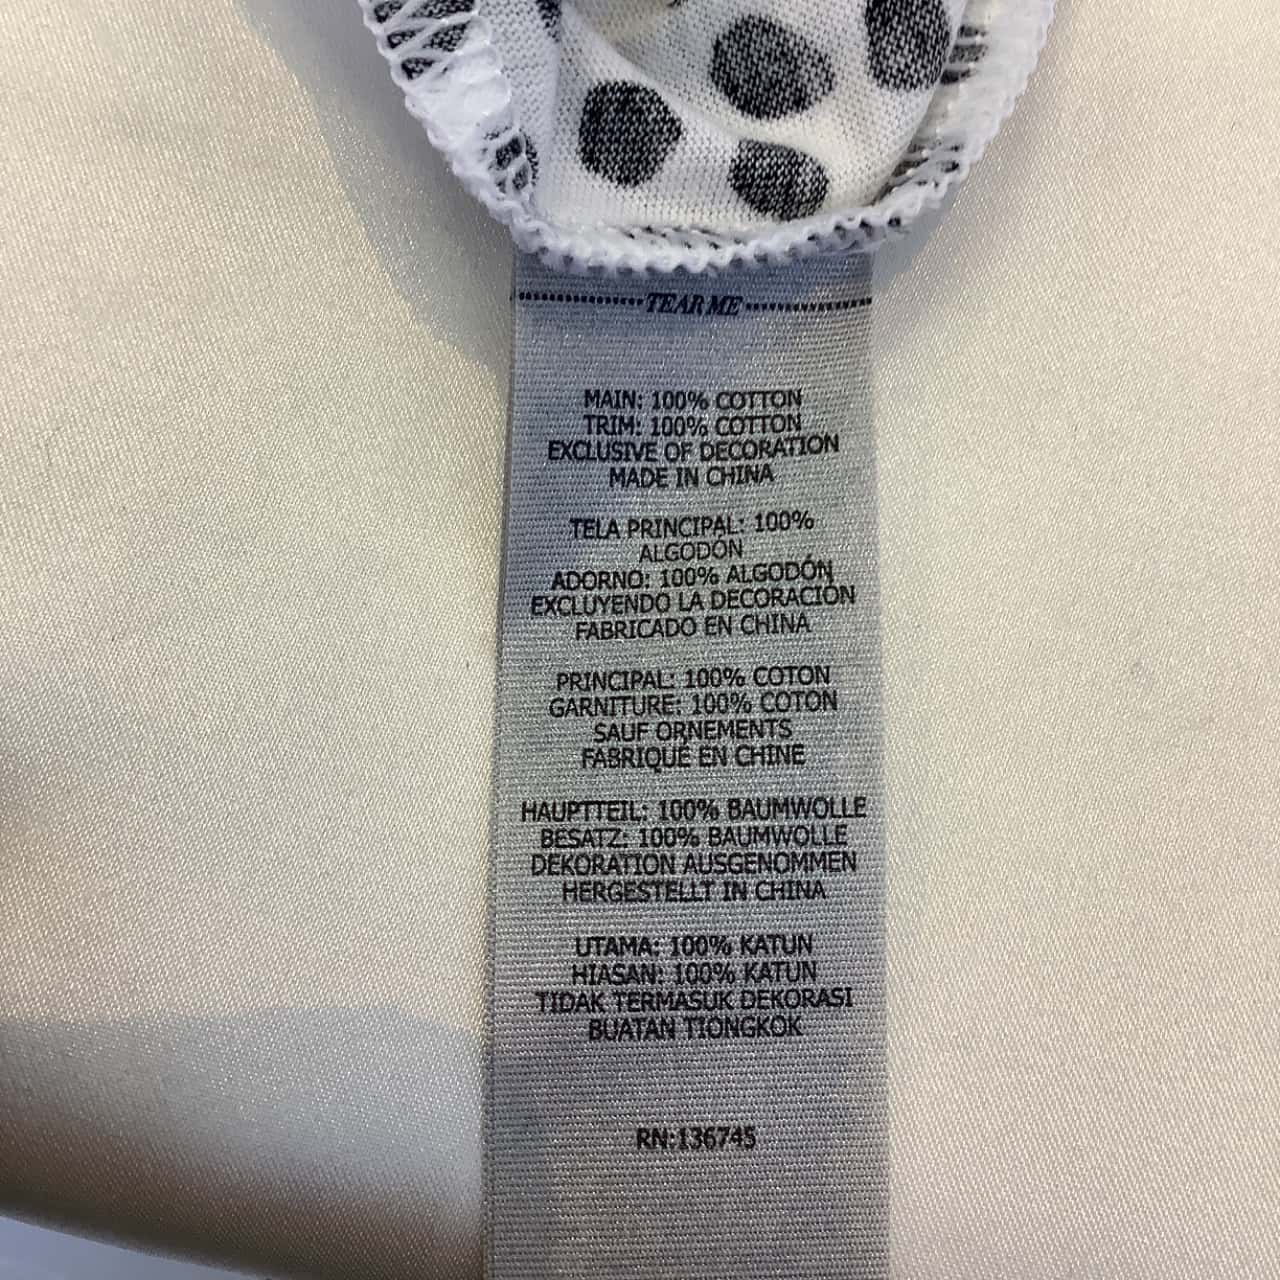 TEAR ME
MAIN: 100% COTTON
TRIM: 100% COTTON
EXCLUSIVE OF DECORATION
MADE IN CHINA
TELA PRINCIPAL: 100%
ALGODÓN
ADORNO: 100% ALGODÓN
EXCLUYENDO LA DECORACIÓN
FABRICADO EN CHINA
PRINCIPAL: 100% COTON
GARNITURE: 100% COTON
SAUF ORNEMENTS
FABRIQUÉ EN CHINE
HAUPTTEIL: 100% BAUMWOLLE
BESATZ: 100% BAUMWOLLE
DEKORATION AUSGENOMMEN
HERGESTELLT IN CHINA
UTAMA: 100% KATUN
HIASAN: 100% KATUN
TIDAK TERMASUK DEKORASI
BUATAN TIONGKOK
RN:136745